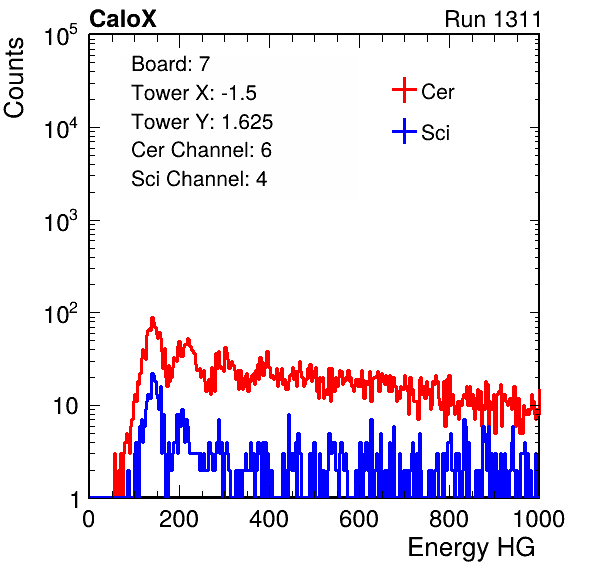 CaloX Run 1311
Counts
Board: 7
Tower X: -1.5
Tower Y: 1.625
Cer Channel: 6
Sci Channel: 4
Cer
Sci
10^5
10^4
10^3
10^2
10
1
0 200 400 600 800 1000
Energy HG